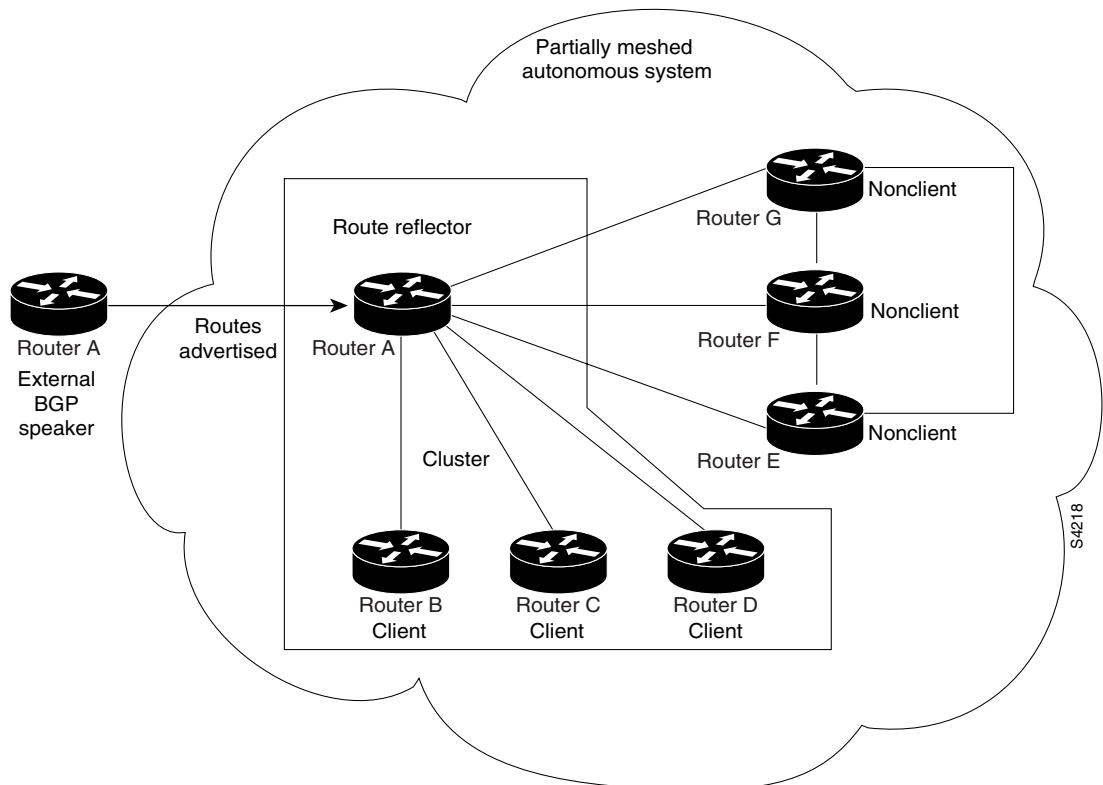 Partially meshed
autonomous system
Nonclient
Router G
Route reflector
Nonclient
Routes
advertised
Router A
Router A
Router F
External
BGP
speaker
Nonclient
Router E
Cluster
S4218
Router B
Client
Router C
Client
Router D
Client